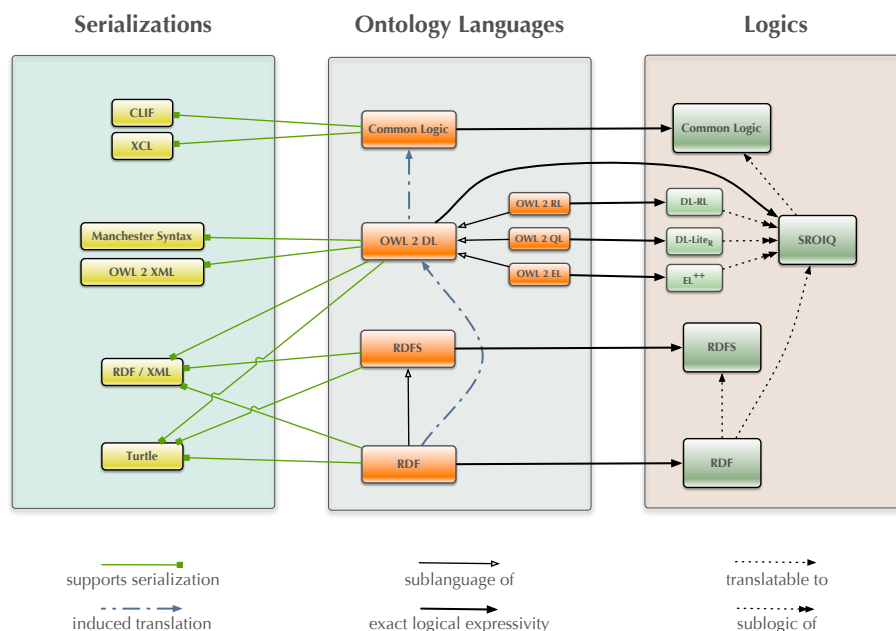 Serializations
Ontology Languages
Logics
CLIF
XCL
Common Logic
Common Logic
Manchester Syntax
OWL 2 XML
OWL 2 DL
OWL 2 RL
OWL 2 QL
OWL 2 EL
DL-RL
DL-LiteR
EL++
SROIQ
RDF / XML
RDFS
RDFS
Turtle
RDF
RDF
supports serialization
sublanguage of
translatable to
induced translation
exact logical expressivity
sublogic of